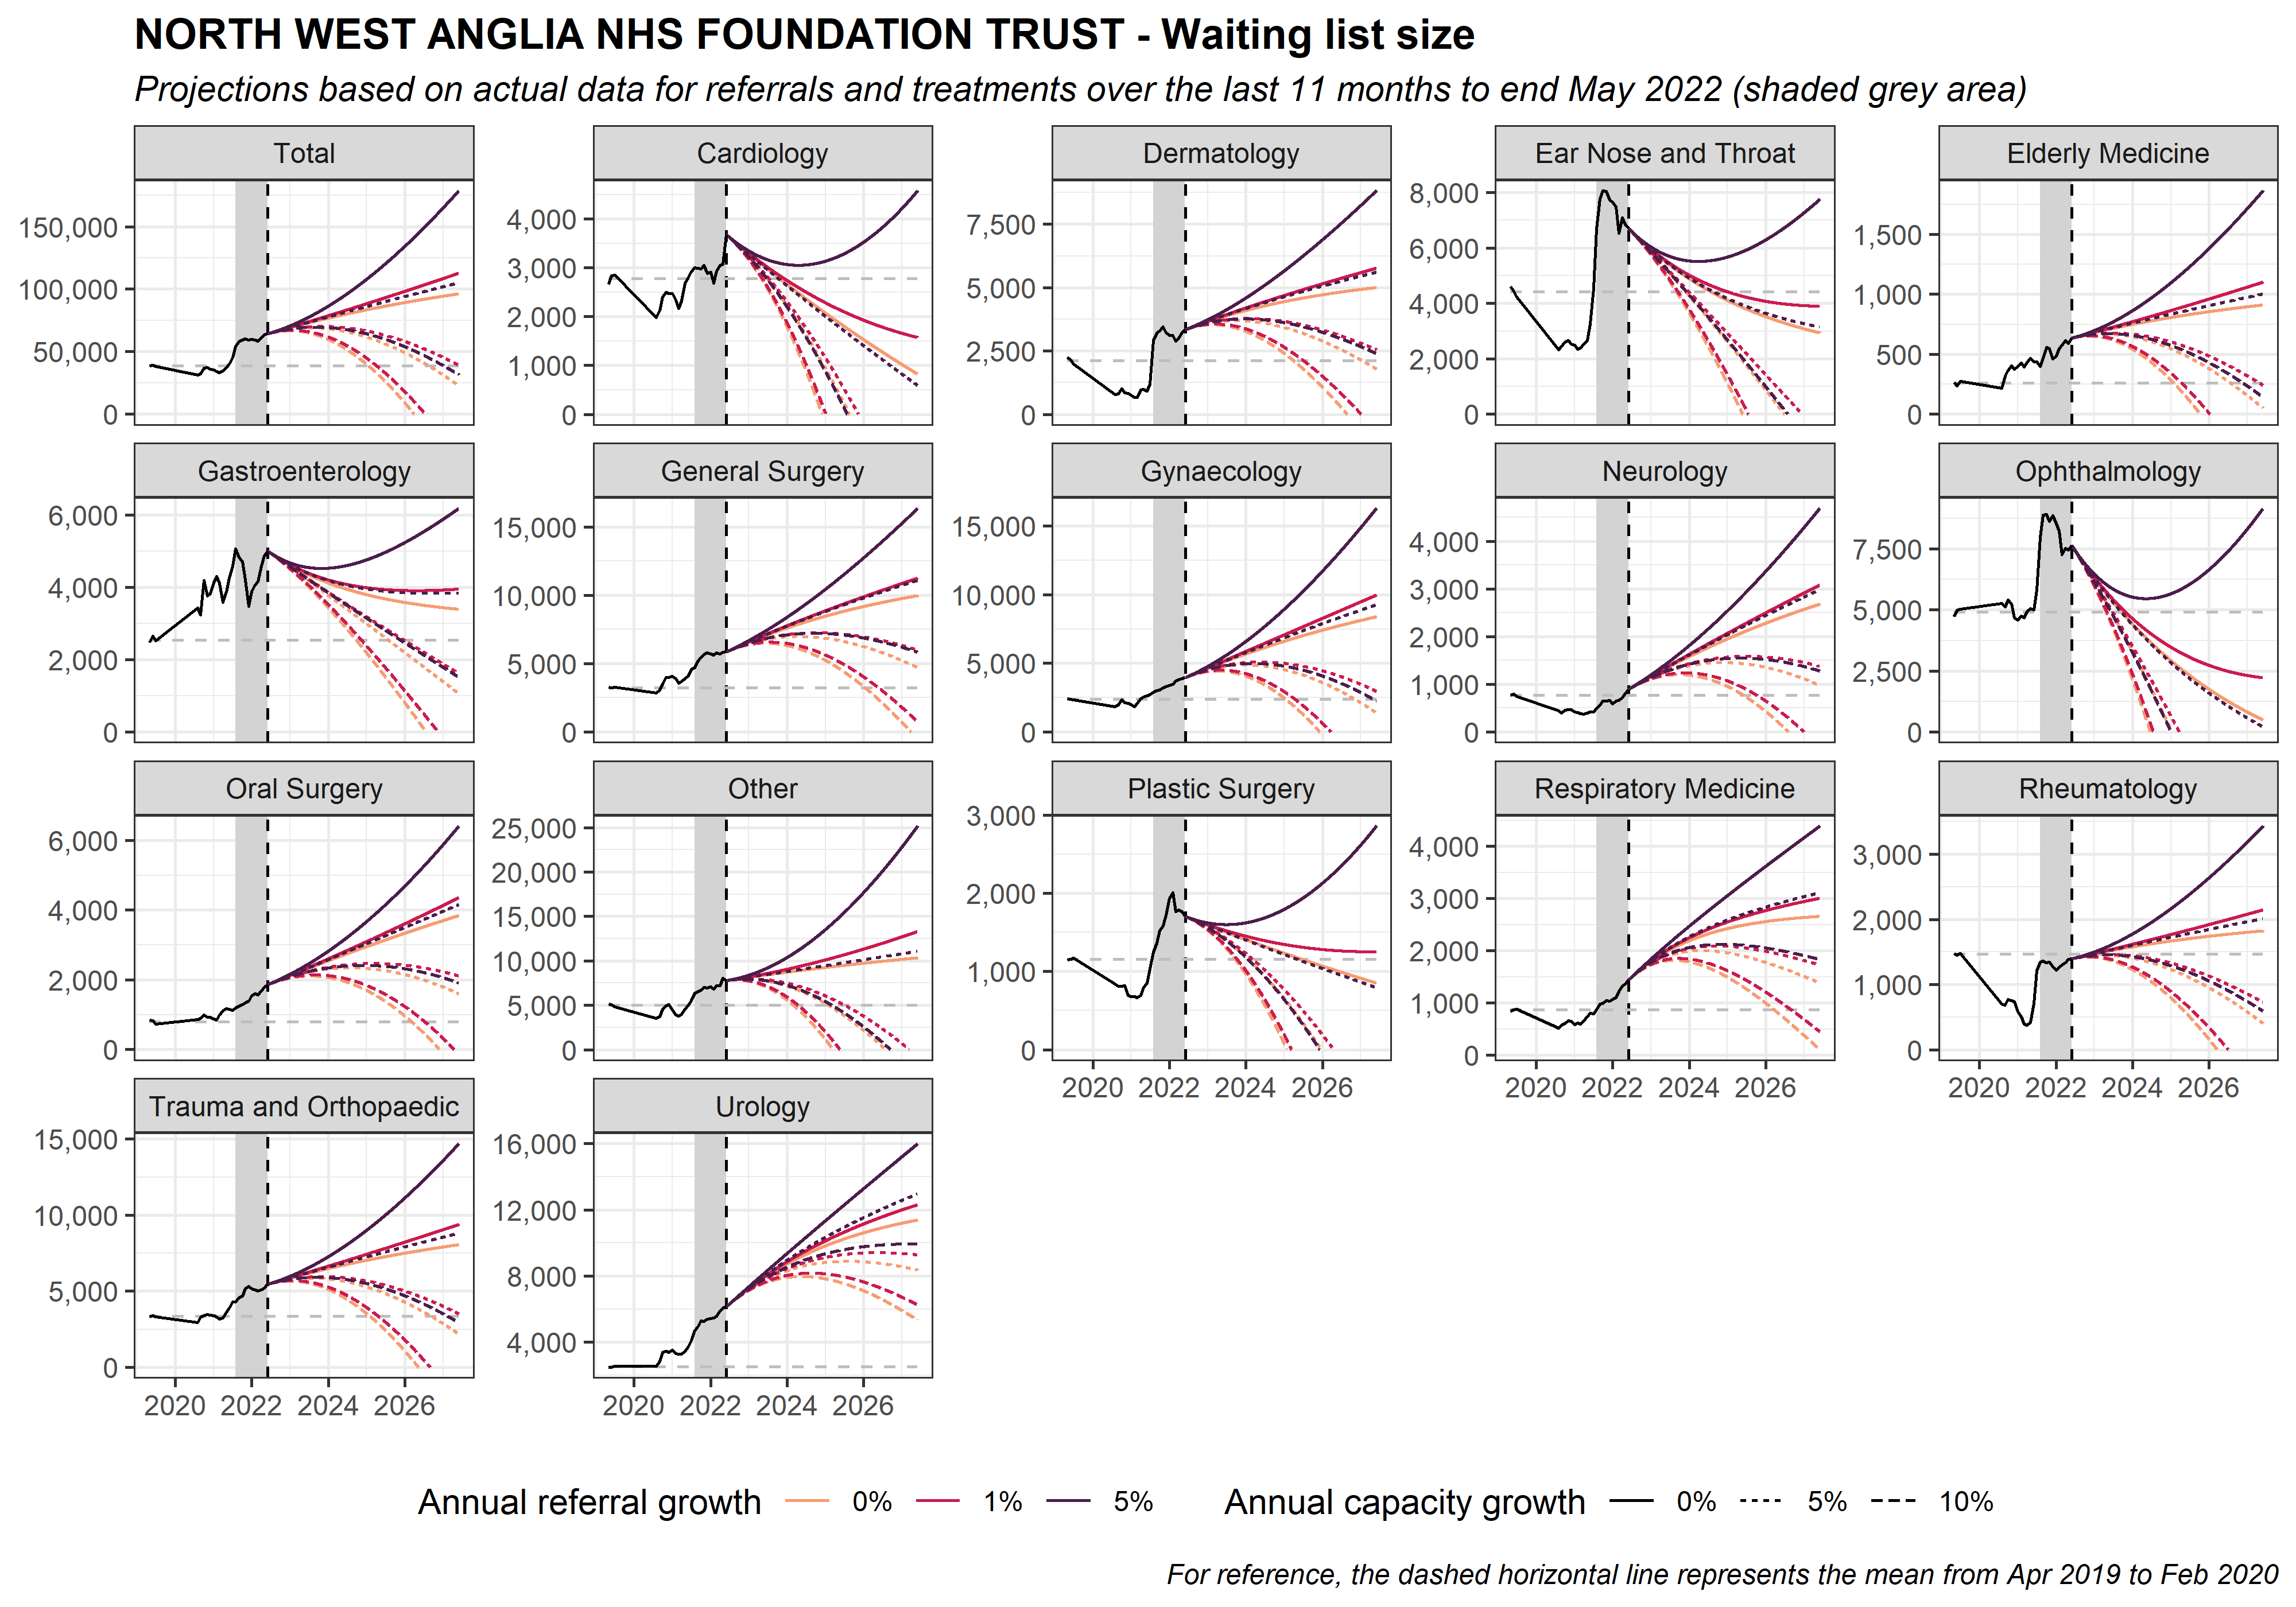 NORTH WEST ANGLIA NHS FOUNDATION TRUST - Waiting list size
Projections based on actual data for referrals and treatments over the last 11 months to end May 2022 (shaded grey area)
Total
Cardiology
Dermatology
Ear Nose and Throat
Elderly Medicine
150,000
100,000
50,000
0
4,000
3,000
2,000
1,000
0
7,500
5,000
2,500
0
8,000
6,000
4,000
2,000
0
1,500
1,000
500
0
Gastroenterology
General Surgery
Gynaecology
Neurology
Ophthalmology
6,000
4,000
2,000
0
15,000
10,000
5,000
0
15,000
10,000
5,000
0
4,000
3,000
2,000
1,000
0
7,500
5,000
2,500
0
Oral Surgery
Other
Plastic Surgery
Respiratory Medicine
Rheumatology
6,000
4,000
2,000
0
25,000
20,000
15,000
10,000
5,000
0
3,000
2,000
1,000
0
4,000
3,000
2,000
1,000
0
3,000
2,000
1,000
0
2020 2022 2024 2026
2020 2022 2024 2026
2020 2022 2024 2026
Trauma and Orthopaedic
Urology
15,000
10,000
5,000
0
16,000
12,000
8,000
4,000
2020 2022 2024 2026
2020 2022 2024 2026
Annual referral growth 0% 1% 5% Annual capacity growth 0% 5% 10%
For reference, the dashed horizontal line represents the mean from Apr 2019 to Feb 2020